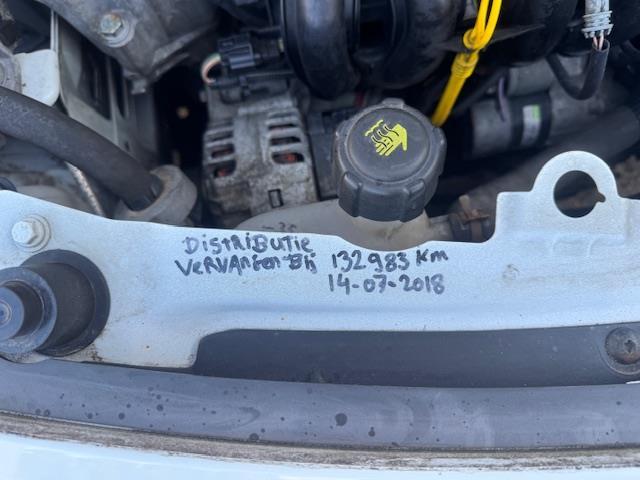 DiStRiBUtie
VeRVANGEN Bij 132983 Km
14-07-2018